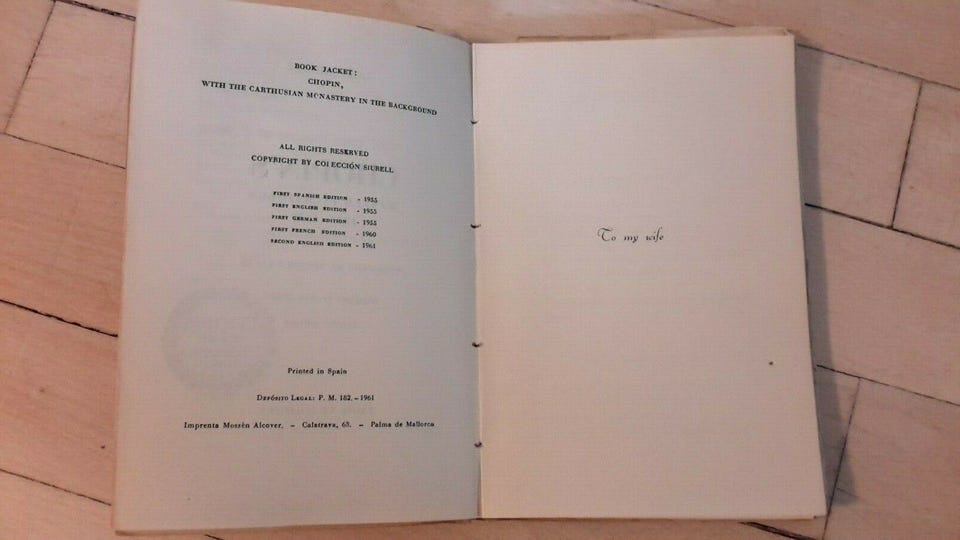 BOOK JACKET:
CHOPIN,
WITH THE CARTHUSIAN MONASTERY IN THE BACKGROUND
ALL RIGHTS RESERVED
COPYRIGHT BY COLECCIÓN SIURELL
FIRST SPANISH EDITION - 1955
FIRST ENGLISH EDITION - 1955
FIRST GERMAN EDITION - 1955
FIRST FRENCH EDITION - 1960
SECOND ENGLISH EDITION - 1961
Printed in Spain
DEPÓSITO LEGAL: P. M. 182. - 1961
Imprenta Mossèn Alcover. - Calatrava, 63. - Palma de Mallorca
To my wife